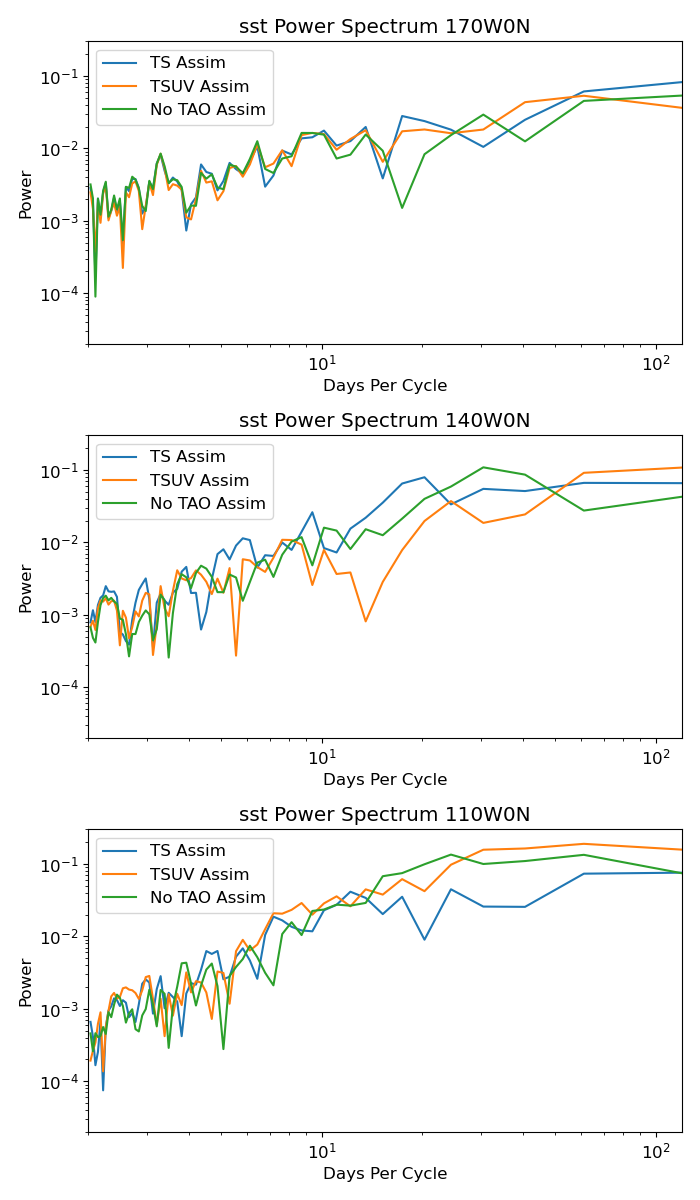 sst Power Spectrum 170W0N
TS Assim
TSUV Assim
No TAO Assim
10⁻¹
10⁻²
10⁻³
10⁻⁴
Power
10¹
10²
Days Per Cycle
sst Power Spectrum 140W0N
TS Assim
TSUV Assim
No TAO Assim
10⁻¹
10⁻²
10⁻³
10⁻⁴
Power
10¹
10²
Days Per Cycle
sst Power Spectrum 110W0N
TS Assim
TSUV Assim
No TAO Assim
10⁻¹
10⁻²
10⁻³
10⁻⁴
Power
10¹
10²
Days Per Cycle